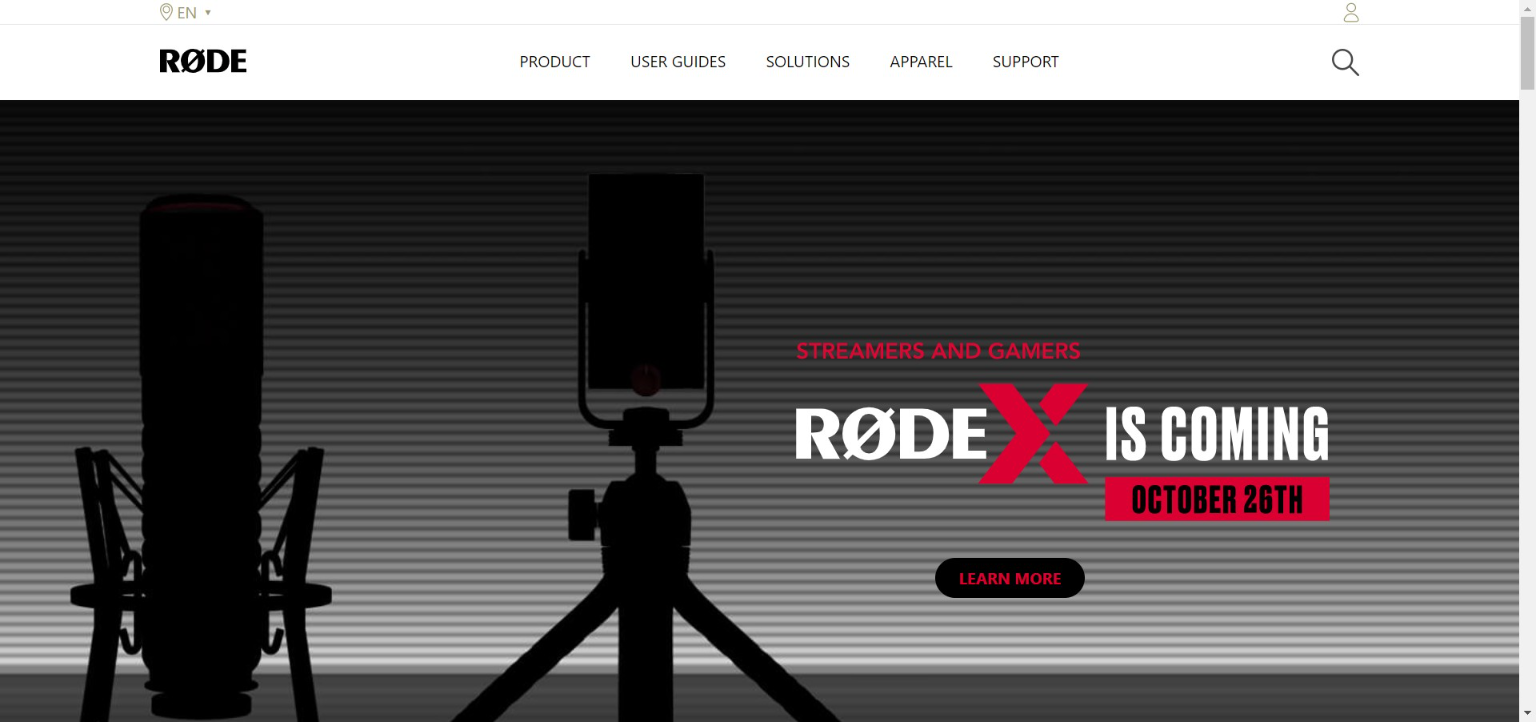 EN
RØDE
PRODUCT USER GUIDES SOLUTIONS APPAREL SUPPORT
STREAMERS AND GAMERS
RØDE X IS COMING
OCTOBER 26TH
LEARN MORE